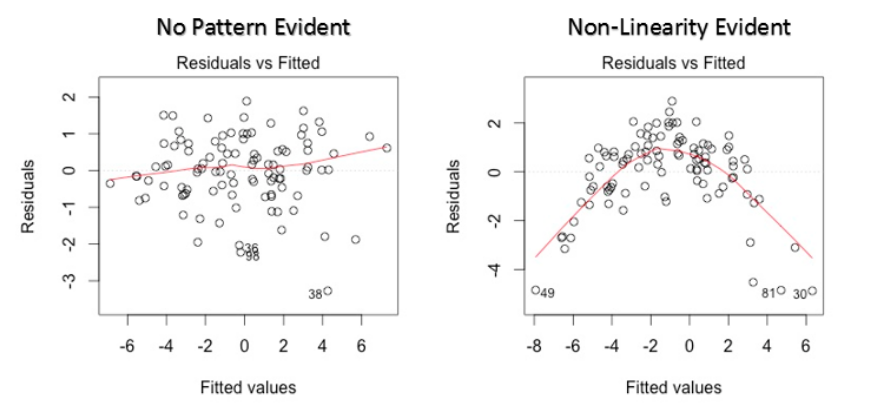 No Pattern Evident
Residuals vs Fitted
Residuals
2
1
0
-1
-2
-3
36
98
38
-6 -4 -2 0 2 4 6
Fitted values
Non-Linearity Evident
Residuals vs Fitted
Residuals
2
0
-2
-4
49
81
30
-8 -6 -4 -2 0 2 4 6
Fitted values